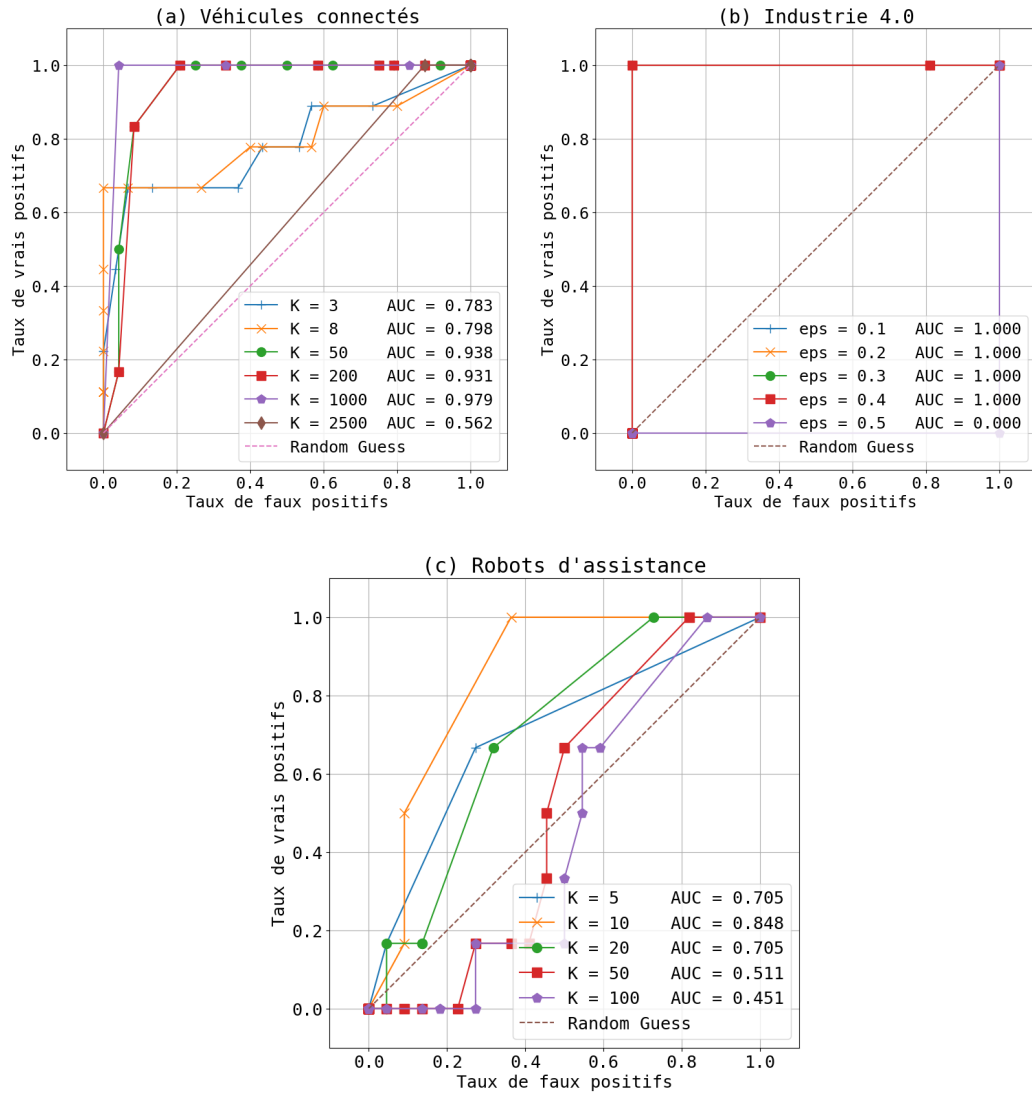 (a) Véhicules connectés
1.0
0.8
0.6
0.4
0.2
0.0
Taux de vrais positifs
K = 3 AUC = 0.783
K = 8 AUC = 0.798
K = 50 AUC = 0.938
K = 200 AUC = 0.931
K = 1000 AUC = 0.979
K = 2500 AUC = 0.562
Random Guess
0.0 0.2 0.4 0.6 0.8 1.0
Taux de faux positifs
(b) Industrie 4.0
1.0
0.8
0.6
0.4
0.2
0.0
Taux de vrais positifs
eps = 0.1 AUC = 1.000
eps = 0.2 AUC = 1.000
eps = 0.3 AUC = 1.000
eps = 0.4 AUC = 1.000
eps = 0.5 AUC = 0.000
Random Guess
0.0 0.2 0.4 0.6 0.8 1.0
Taux de faux positifs
(c) Robots d'assistance
1.0
0.8
0.6
0.4
0.2
0.0
Taux de vrais positifs
K = 5 AUC = 0.705
K = 10 AUC = 0.848
K = 20 AUC = 0.705
K = 50 AUC = 0.511
K = 100 AUC = 0.451
Random Guess
0.0 0.2 0.4 0.6 0.8 1.0
Taux de faux positifs